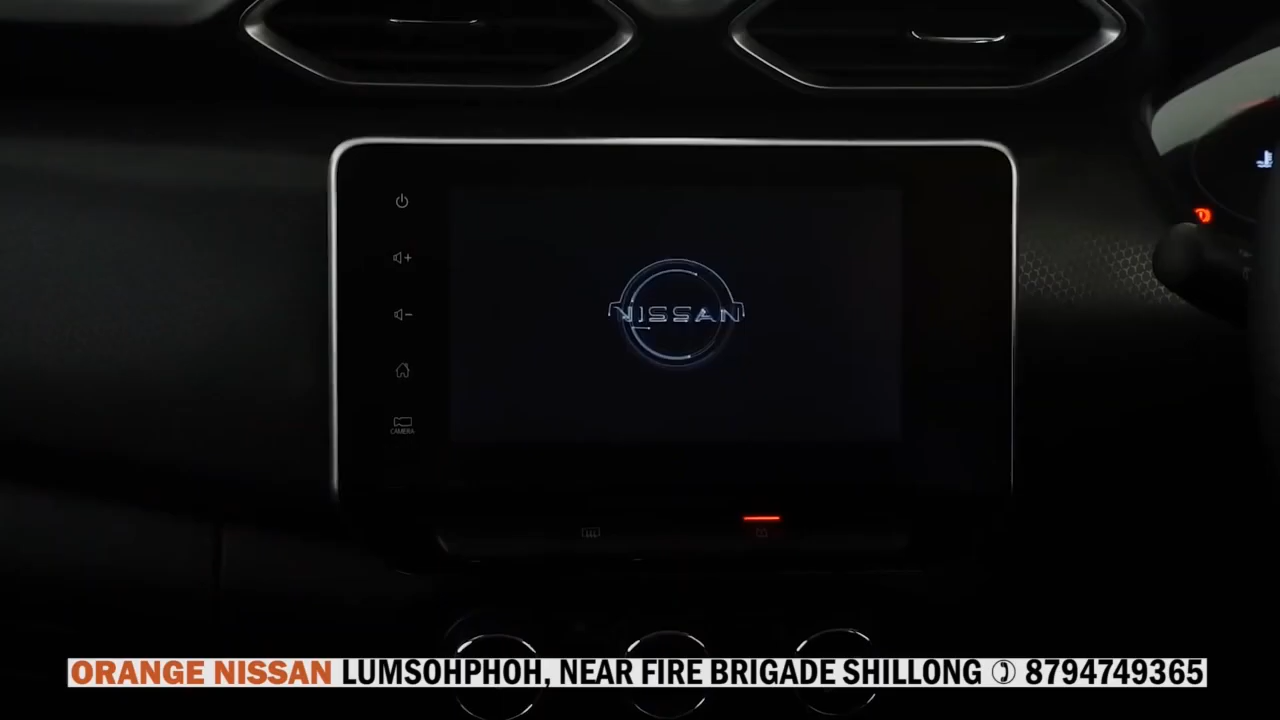 NISSAN
CAMERA
ORANGE NISSAN LUMSOHPHOH, NEAR FIRE BRIGADE SHILLONG ✆ 8794749365